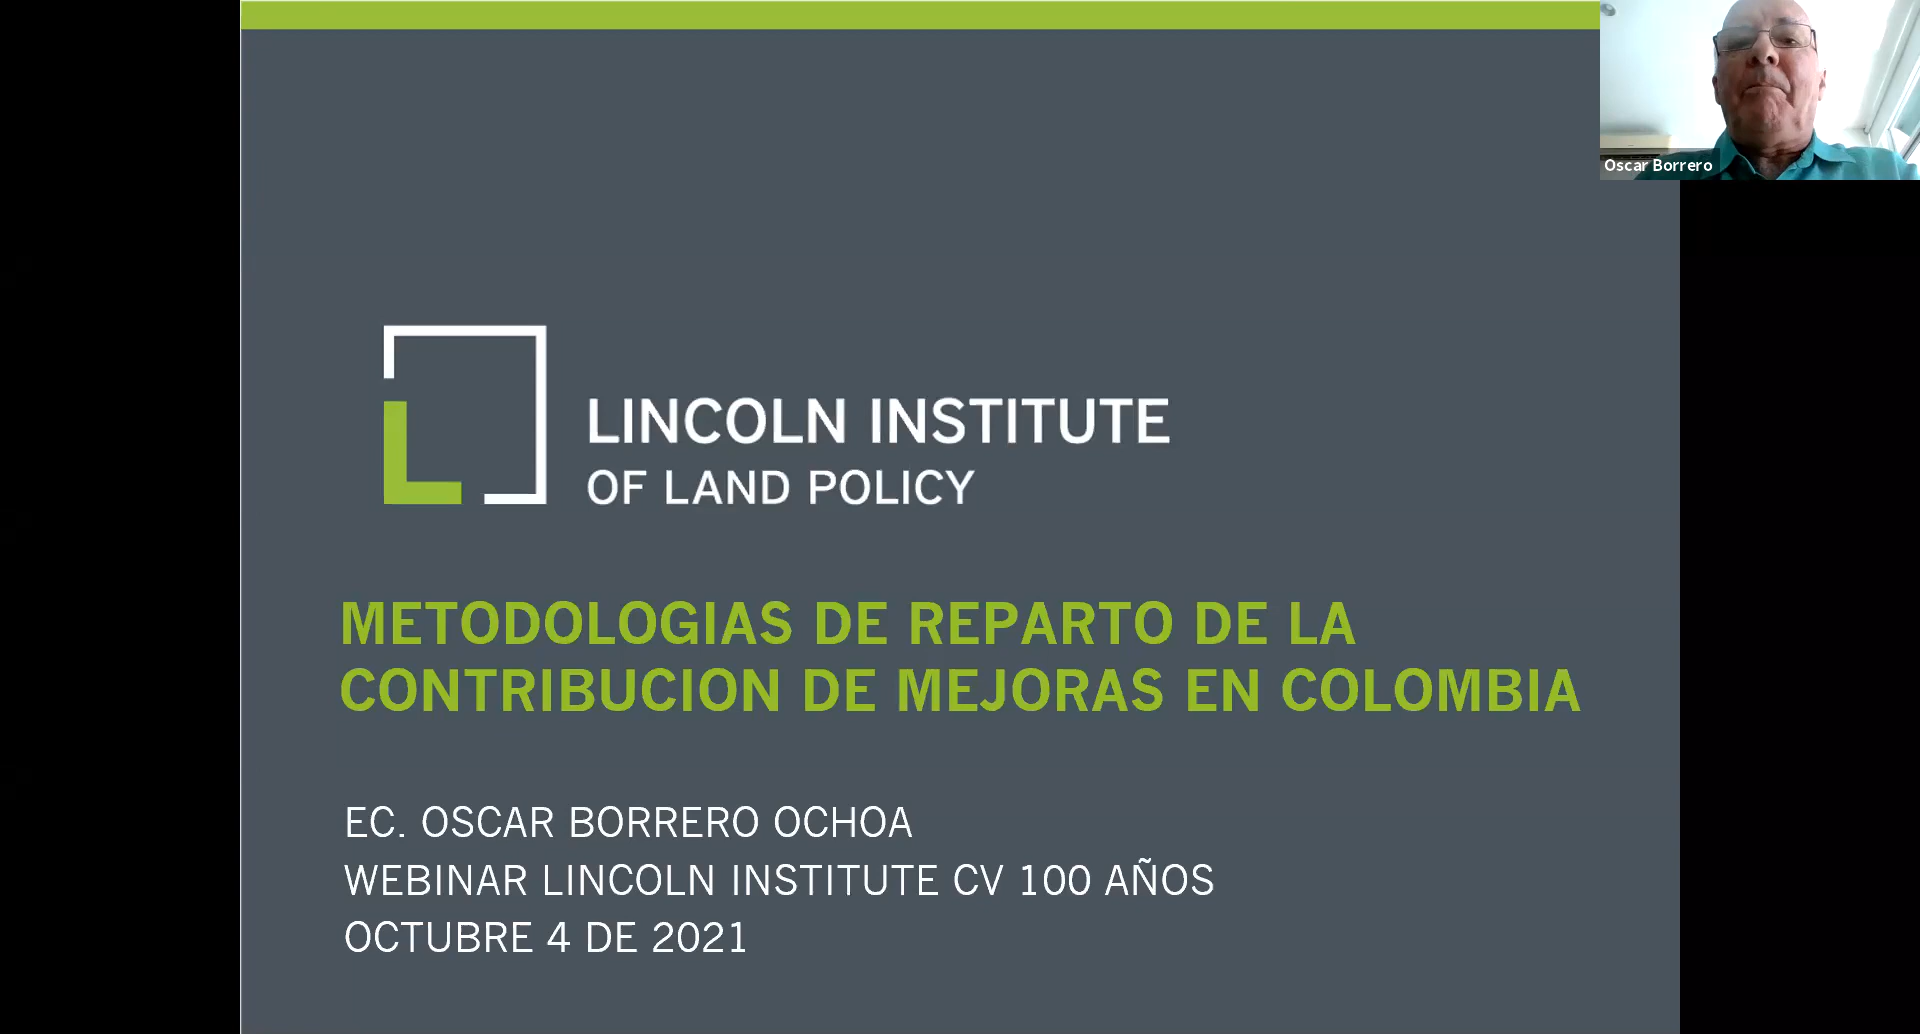 Oscar Borrero
LINCOLN INSTITUTE
OF LAND POLICY
METODOLOGIAS DE REPARTO DE LA
CONTRIBUCION DE MEJORAS EN COLOMBIA
EC. OSCAR BORRERO OCHOA
WEBINAR LINCOLN INSTITUTE CV 100 AÑOS
OCTUBRE 4 DE 2021